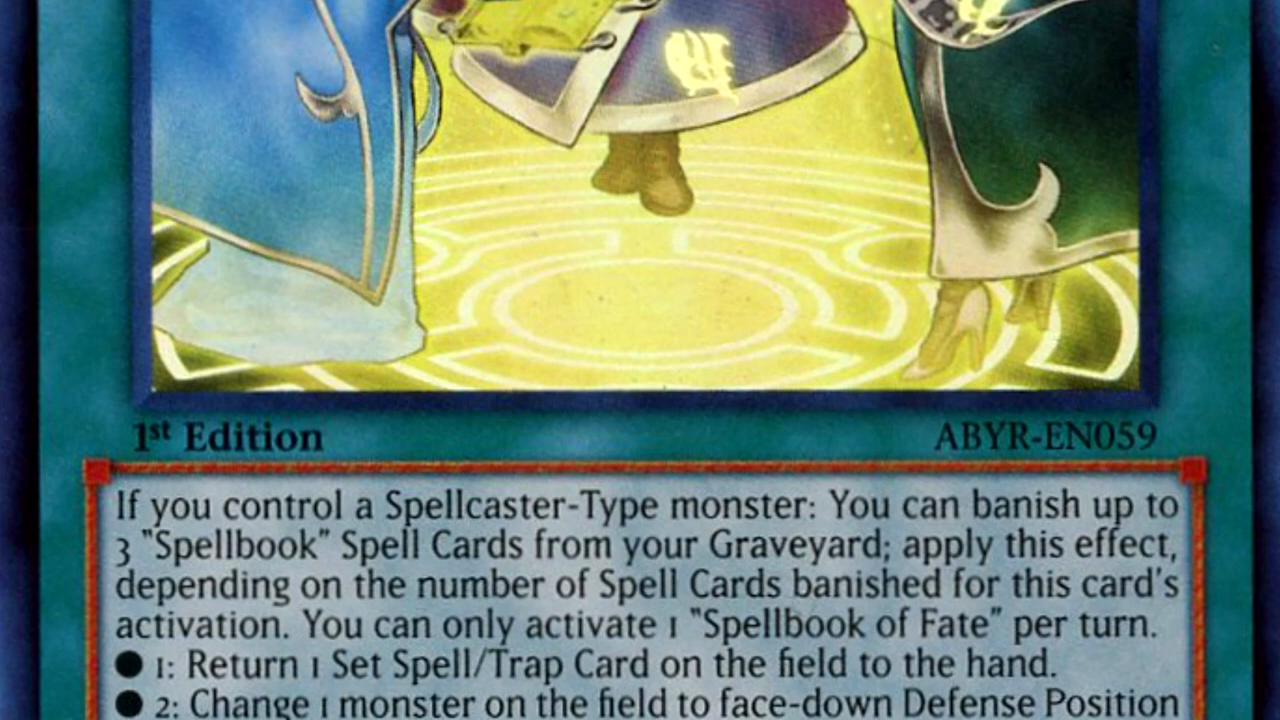 1st Edition
ABYR-EN059
If you control a Spellcaster-Type monster: You can banish up to
3 "Spellbook" Spell Cards from your Graveyard; apply this effect,
depending on the number of Spell Cards banished for this card's
activation. You can only activate 1 "Spellbook of Fate" per turn.
● 1: Return 1 Set Spell/Trap Card on the field to the hand.
● 2: Change 1 monster on the field to face-down Defense Position